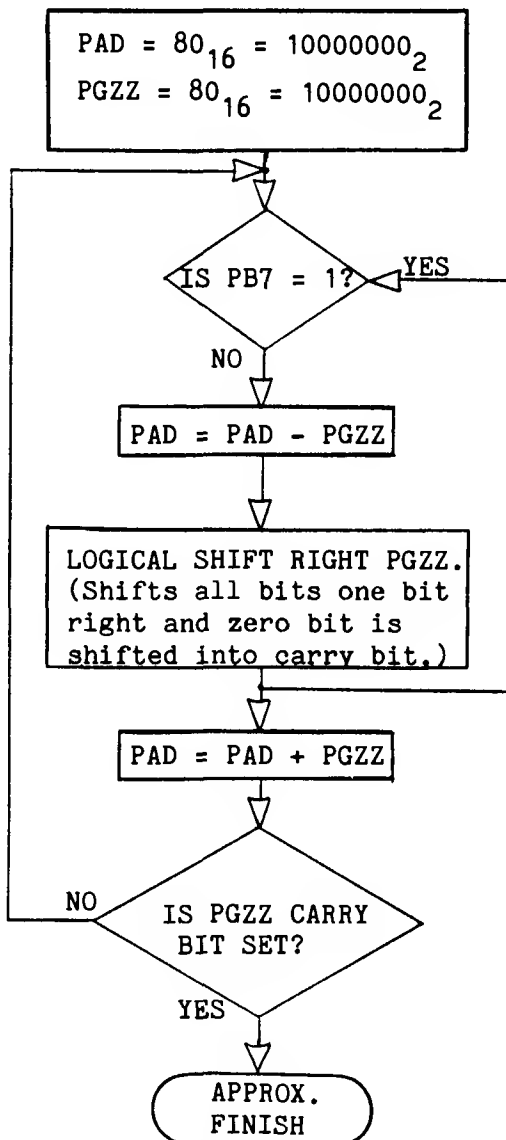 PAD = 80₁₆ = 10000000₂
PGZZ = 80₁₆ = 10000000₂
IS PB7 = 1?
YES
NO
PAD = PAD - PGZZ
LOGICAL SHIFT RIGHT PGZZ.
(Shifts all bits one bit
right and zero bit is
shifted into carry bit.)
PAD = PAD + PGZZ
NO
IS PGZZ CARRY
BIT SET?
YES
APPROX.
FINISH